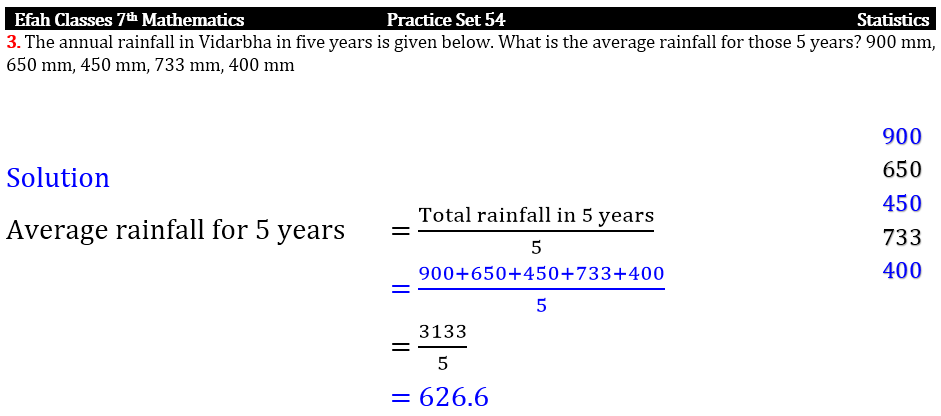 Efah Classes 7th Mathematics Practice Set 54 Statistics
3. The annual rainfall in Vidarbha in five years is given below. What is the average rainfall for those 5 years? 900 mm,
650 mm, 450 mm, 733 mm, 400 mm
Solution
Average rainfall for 5 years = Total rainfall in 5 years
5
= 900+650+450+733+400
5
= 3133
5
= 626.6
900
650
450
733
400